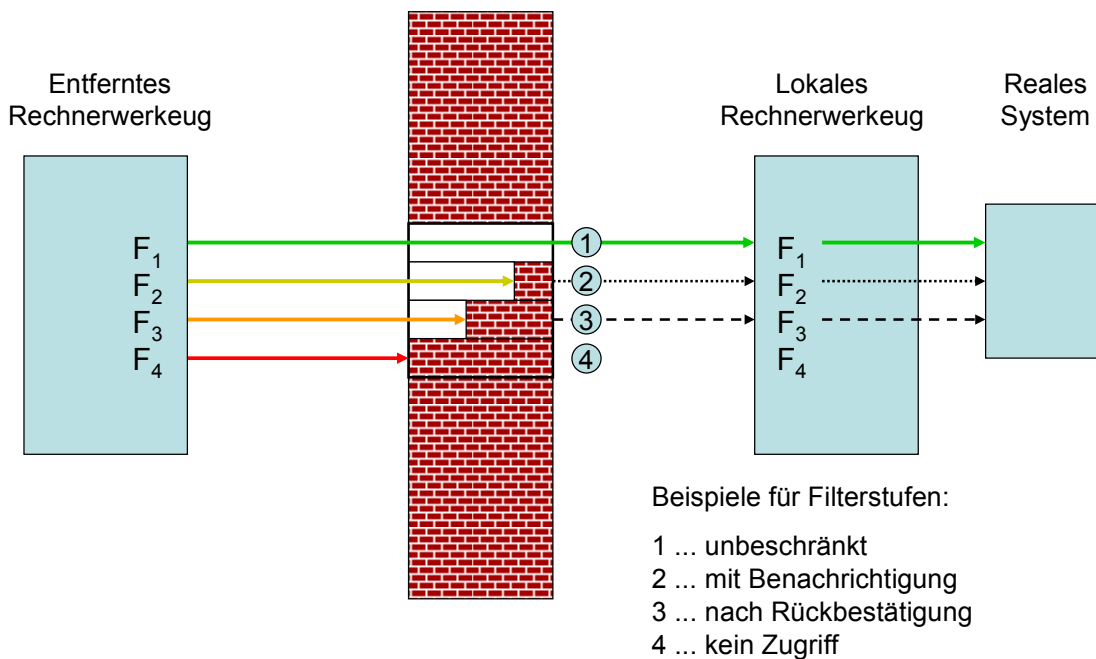 Entferntes
Rechnerwerkeug
Lokales
Rechnerwerkeug
Reales
System
F1
F2
F3
F4
1
2
3
4
F1
F2
F3
F4
Beispiele für Filterstufen:
1 ... unbeschränkt
2 ... mit Benachrichtigung
3 ... nach Rückbestätigung
4 ... kein Zugriff